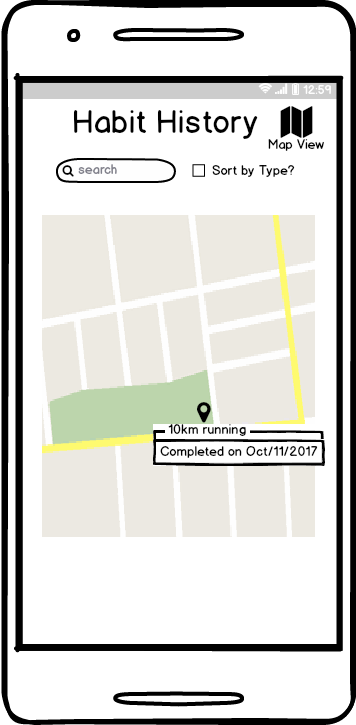 12:59
Habit History
Map View
search
Sort by Type?
10km running
Completed on Oct/11/2017